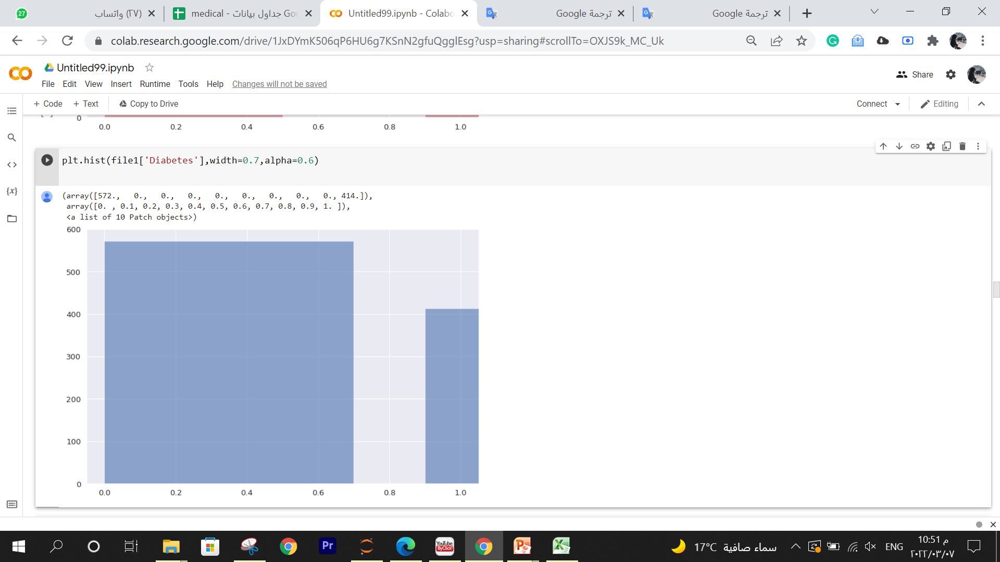 27
(٢٧) واتساب
medical - جداول بيانات Goo
Untitled99.ipynb - Colabo
ترجمة Google
ترجمة Google
colab.research.google.com/drive/1JxDYmK506qP6HU6g7KSnN2gfuQgglEsg?usp=sharing#scrollTo=OXJS9k_MC_Uk
Untitled99.ipynb
File Edit View Insert Runtime Tools Help Changes will not be saved
Share
+ Code + Text Copy to Drive
Connect
Editing
0
0.0 0.2 0.4 0.6 0.8 1.0
plt.hist(file1['Diabetes'],width=0.7,alpha=0.6)
{x}
(array([572., 0., 0., 0., 0., 0., 0., 0., 0., 414.]),
array([0. , 0.1, 0.2, 0.3, 0.4, 0.5, 0.6, 0.7, 0.8, 0.9, 1. ]),
<a list of 10 Patch objects>)
600
500
400
300
200
100
0
0.0 0.2 0.4 0.6 0.8 1.0
Pr
YouTube
ByClick
17°C سماء صافية
ENG
10:51 م
٢٠٢٢/٠٣/٠٧